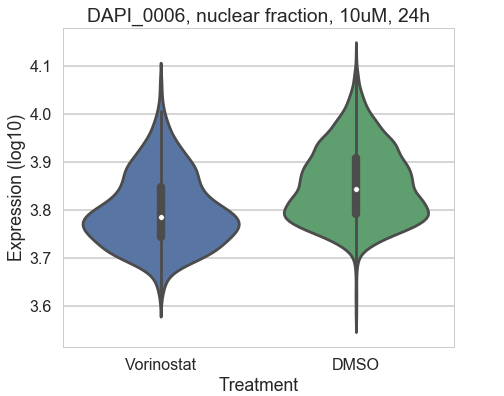 DAPI_0006, nuclear fraction, 10uM, 24h
Expression (log10)
4.1
4.0
3.9
3.8
3.7
3.6
Vorinostat DMSO
Treatment